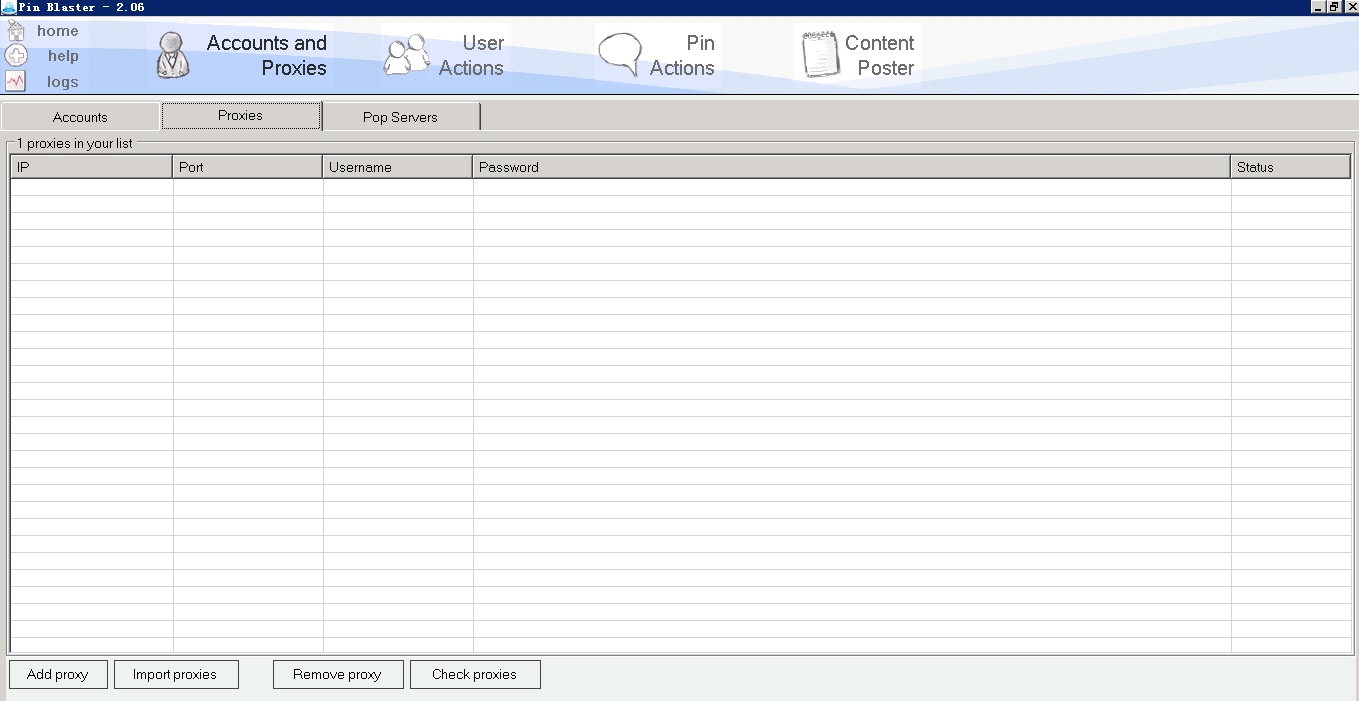 Pin Blaster - 2.06
home
help
logs
Accounts and
Proxies
User
Actions
Pin
Actions
Content
Poster
Accounts
Proxies
Pop Servers
1 proxies in your list
IP Port Username Password Status
Add proxy
Import proxies
Remove proxy
Check proxies